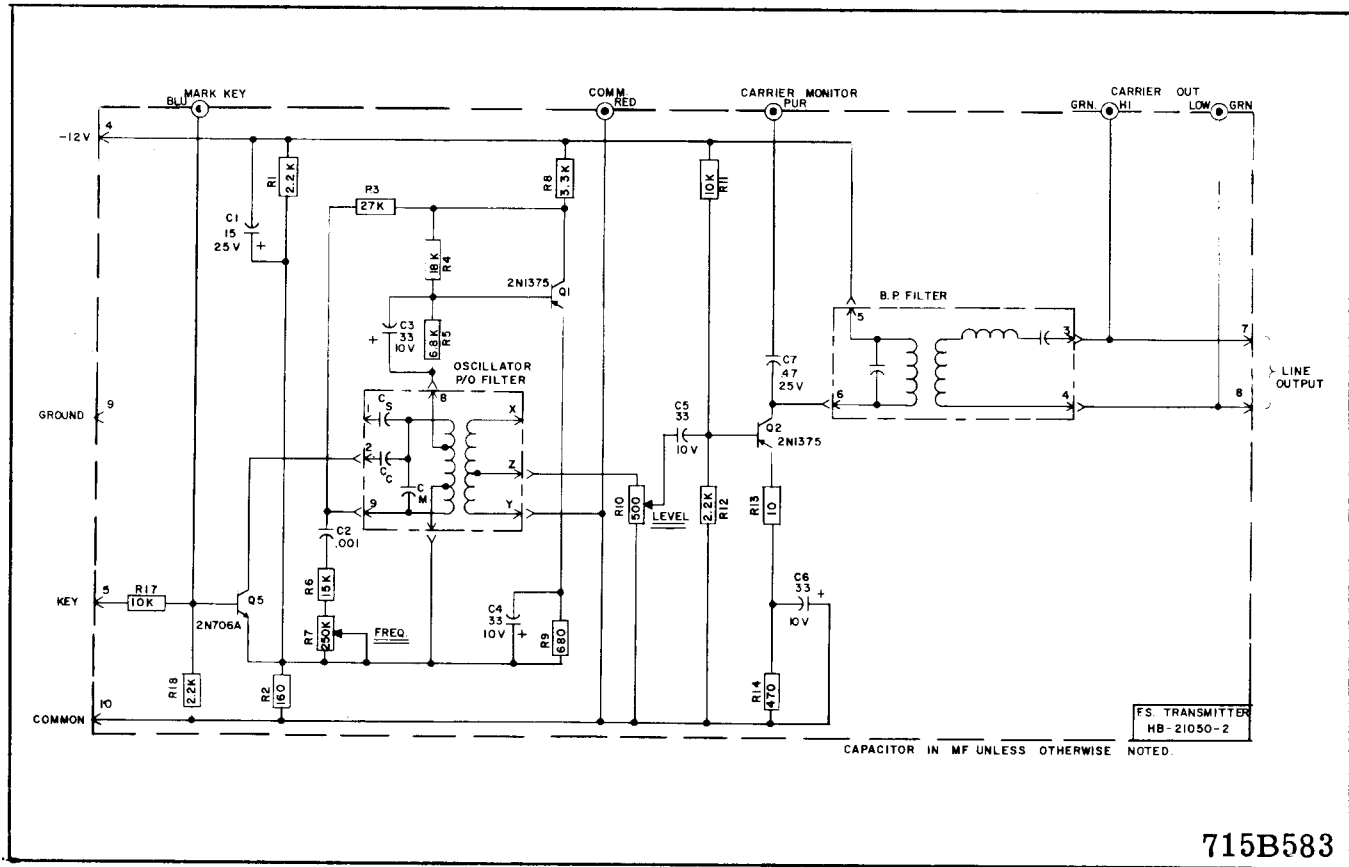 MARK KEY
BLU
COMM.
RED
CARRIER MONITOR
PUR
CARRIER OUT
GRN. HI
LOW GRN
-12V
4
R1
2.2K
R3
27K
R8
3.3K
10K
R11
C1
15
25V
+
18K
R4
2N1375
Q1
B.P. FILTER
5
C3
33
10V
+
6.8K
R5
3
7
OSCILLATOR
P/O FILTER
C7
.47
25V
LINE
OUTPUT
GROUND
9
1
CS
8
X
C5
33
10V
6
4
8
Q2
2N1375
2
CC
Z
CM
9
Y
R10
500
LEVEL
2.2K
R12
R13
10
C2
.001
KEY
5
R17
10K
Q5
2N706A
R6
15K
C4
33
10V
+
C6
33
10V
+
R7
250K
FREQ.
R9
680
R18
2.2K
R2
160
R14
470
COMMON
10
F.S. TRANSMITTER
HB-21050-2
CAPACITOR IN MF UNLESS OTHERWISE NOTED.
715B583